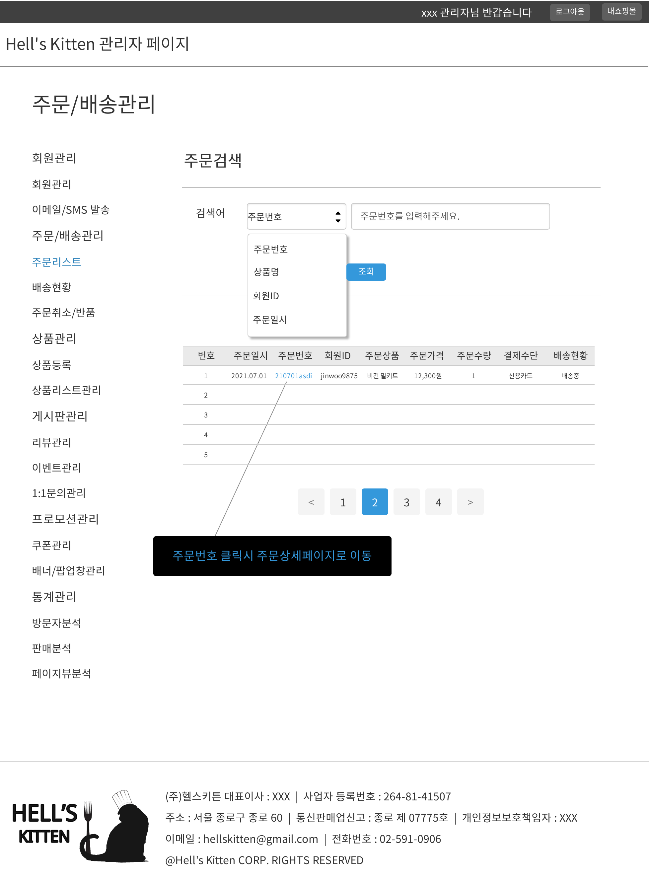 xxx 관리자님 반갑습니다 로그아웃 내쇼핑몰
Hell's Kitten 관리자 페이지
주문/배송관리
회원관리
회원관리
이메일/SMS 발송
주문/배송관리
주문리스트
배송현황
주문취소/반품
상품관리
상품등록
상품리스트관리
게시판관리
리뷰관리
이벤트관리
1:1문의관리
프로모션관리
쿠폰관리
배너/팝업창관리
통계관리
방문자분석
판매분석
페이지뷰분석
주문검색
검색어 주문번호 주문번호를 입력해주세요.
주문번호
상품명
회원ID
주문일시
조회
번호 주문일시 주문번호 회원ID 주문상품 주문가격 주문수량 결제수단 배송현황
1 2021.07.01 210701asdf jinwoo9875 비건 밀키트 12,300원 1 신용카드 배송중
2
3
4
5
< 1 2 3 4 >
주문번호 클릭시 주문상세페이지로 이동
HELL'S
KITTEN
(주)헬스키튼 대표이사 : XXX | 사업자 등록번호 : 264-81-41507
주소 : 서울 종로구 종로 60 | 통신판매업신고 : 종로 제 07775호 | 개인정보보호책임자 : XXX
이메일 : hellskitten@gmail.com | 전화번호 : 02-591-0906
@Hell's Kitten CORP. RIGHTS RESERVED